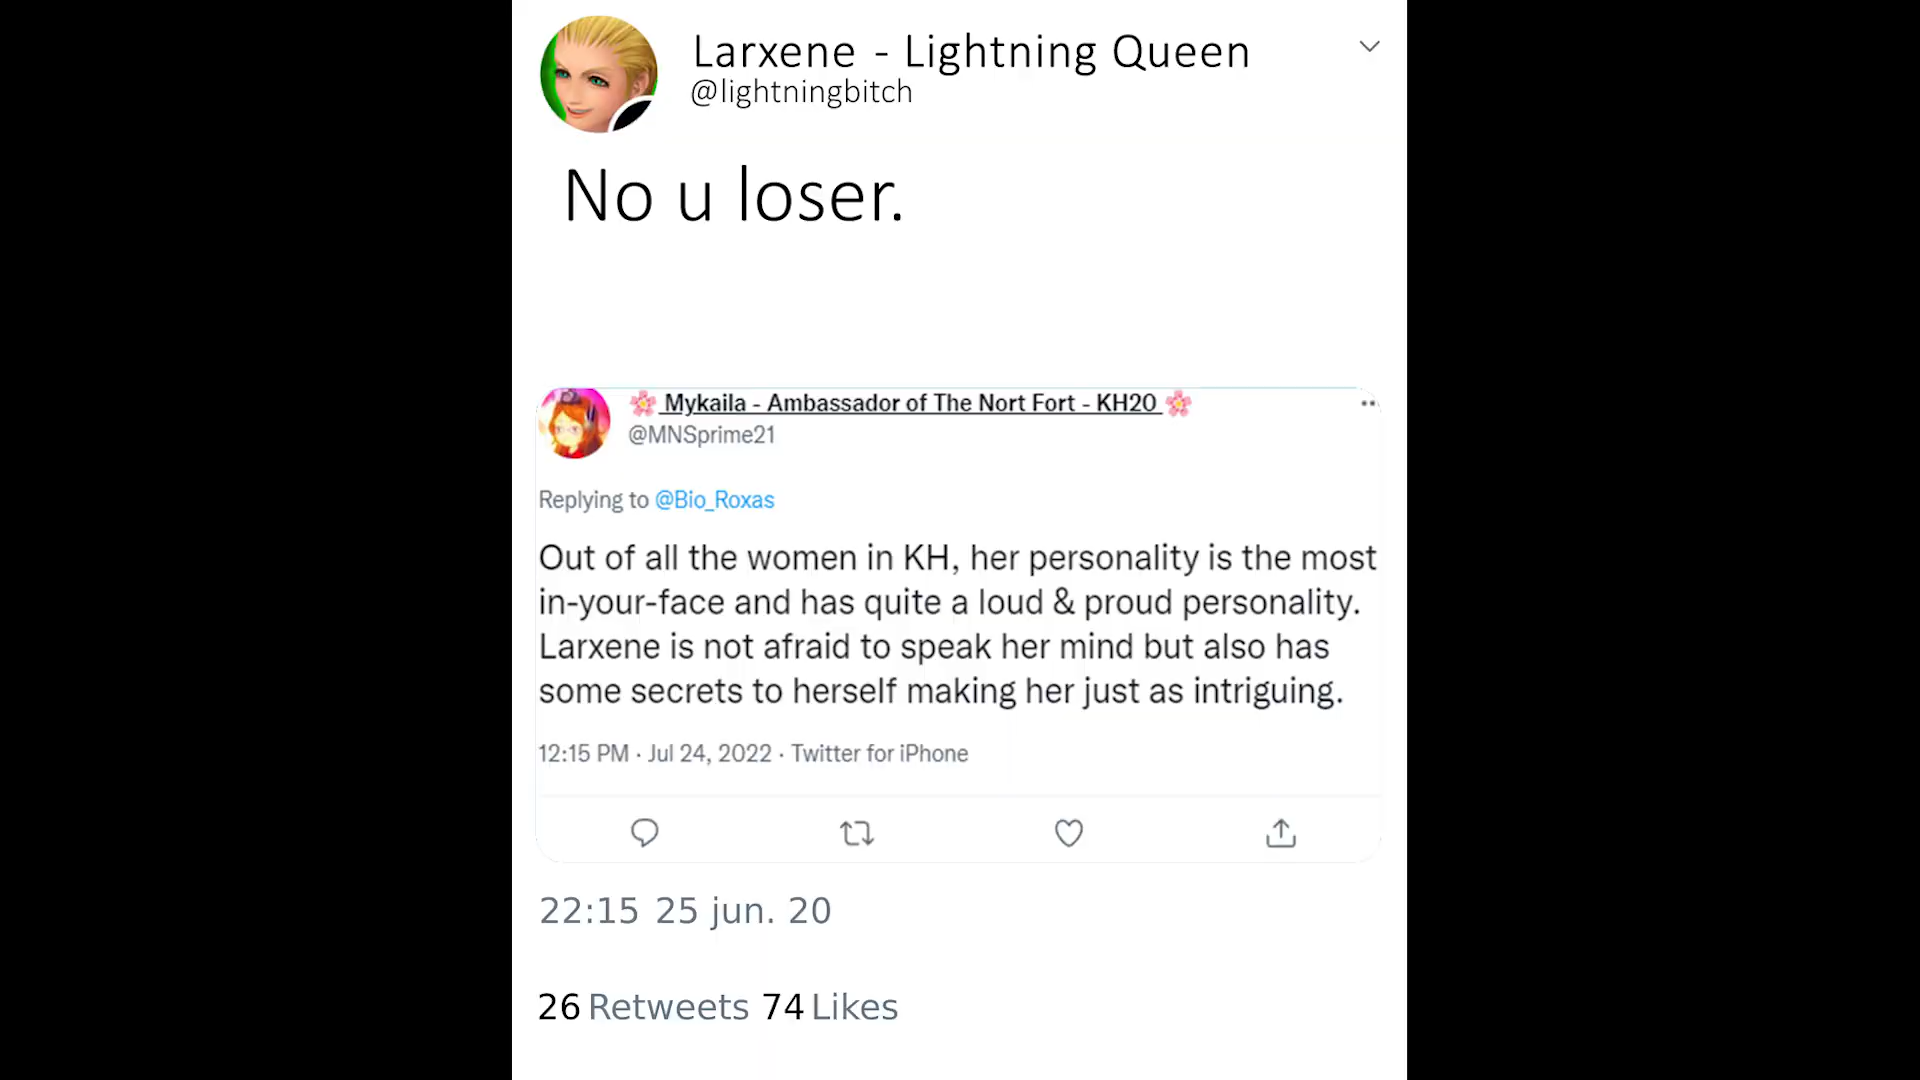 Larxene - Lightning Queen
@lightningbitch
No u loser.
🌸 Mykaila - Ambassador of The Nort Fort - KH20 🌸
@MNSprime21
Replying to @Bio_Roxas
Out of all the women in KH, her personality is the most
in-your-face and has quite a loud & proud personality.
Larxene is not afraid to speak her mind but also has
some secrets to herself making her just as intriguing.
12:15 PM · Jul 24, 2022 · Twitter for iPhone
22:15 25 jun. 20
26 Retweets 74 Likes